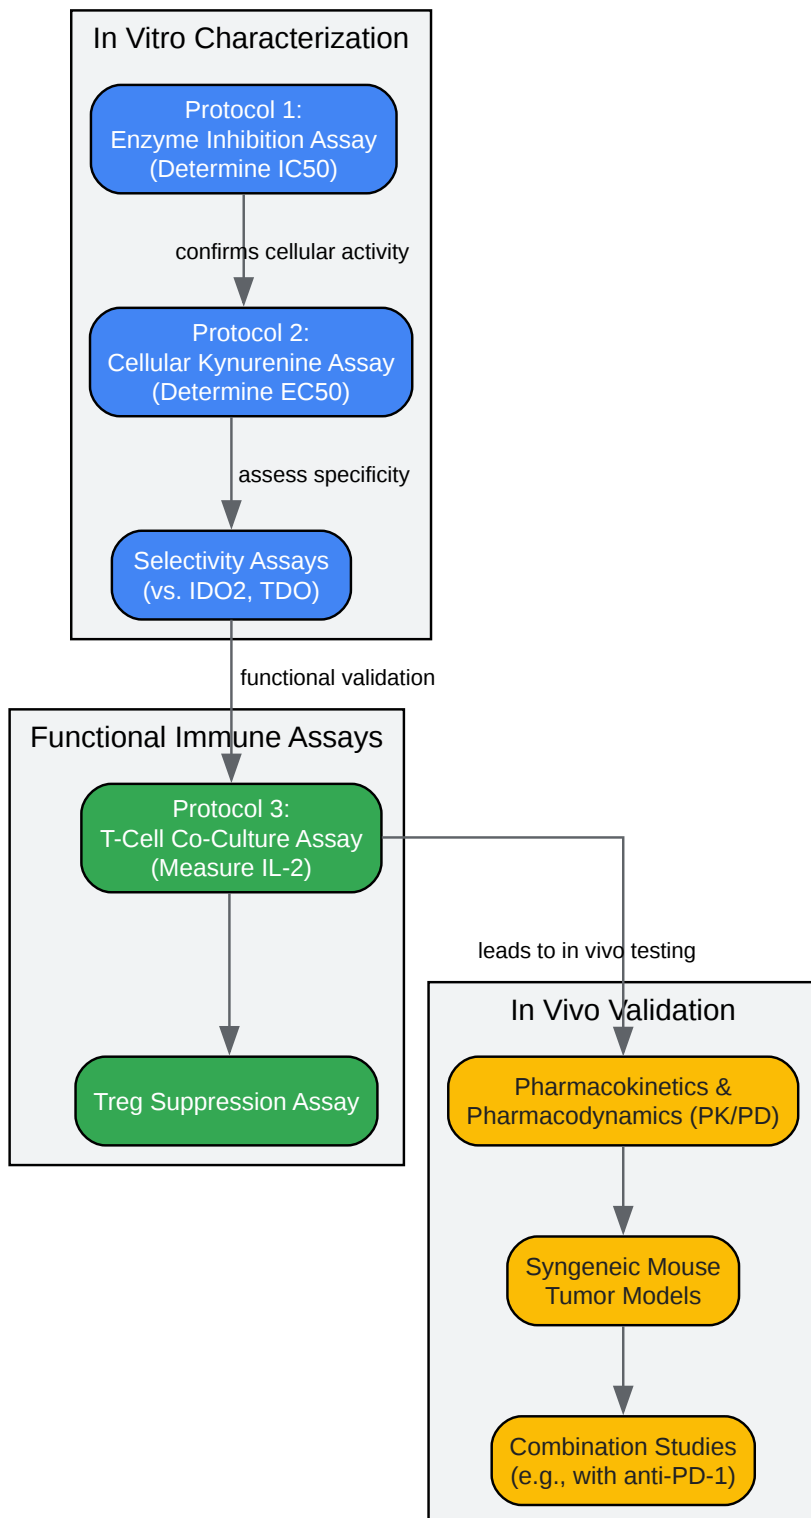 In Vitro Characterization
Protocol 1:
Enzyme Inhibition Assay
(Determine IC50)
confirms cellular activity
Protocol 2:
Cellular Kynurenine Assay
(Determine EC50)
assess specificity
Selectivity Assays
(vs. IDO2, TDO)
functional validation
Functional Immune Assays
Protocol 3:
T-Cell Co-Culture Assay
(Measure IL-2)
Treg Suppression Assay
leads to in vivo testing
In Vivo Validation
Pharmacokinetics &
Pharmacodynamics (PK/PD)
Syngeneic Mouse
Tumor Models
Combination Studies
(e.g., with anti-PD-1)